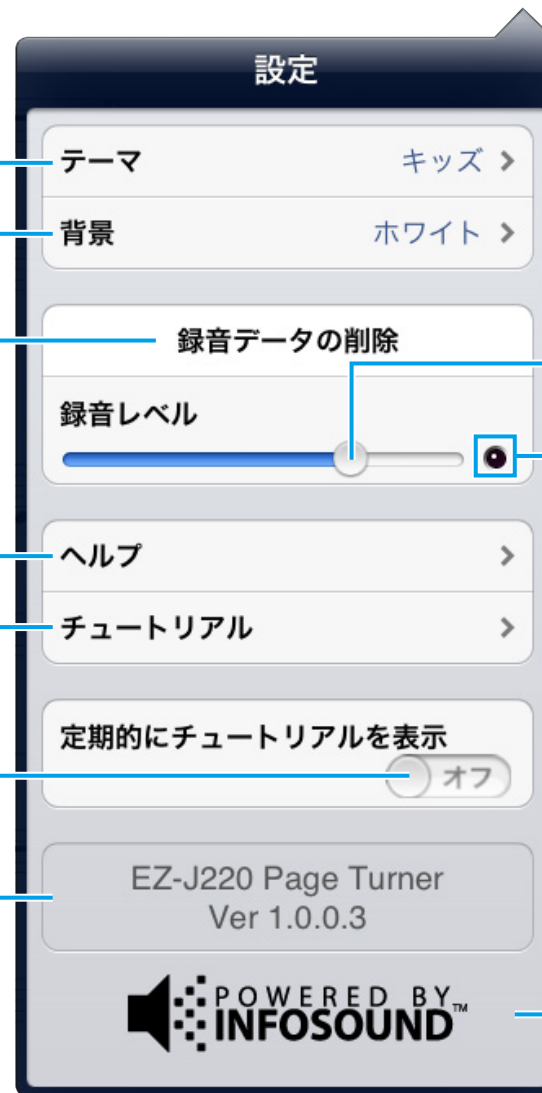 設定
テーマ キッズ
背景 ホワイト
録音データの削除
録音レベル
ヘルプ
チュートリアル
定期的にチュートリアルを表示
オフ
EZ-J220 Page Turner
Ver 1.0.0.3
POWERED BY
INFOSOUND™